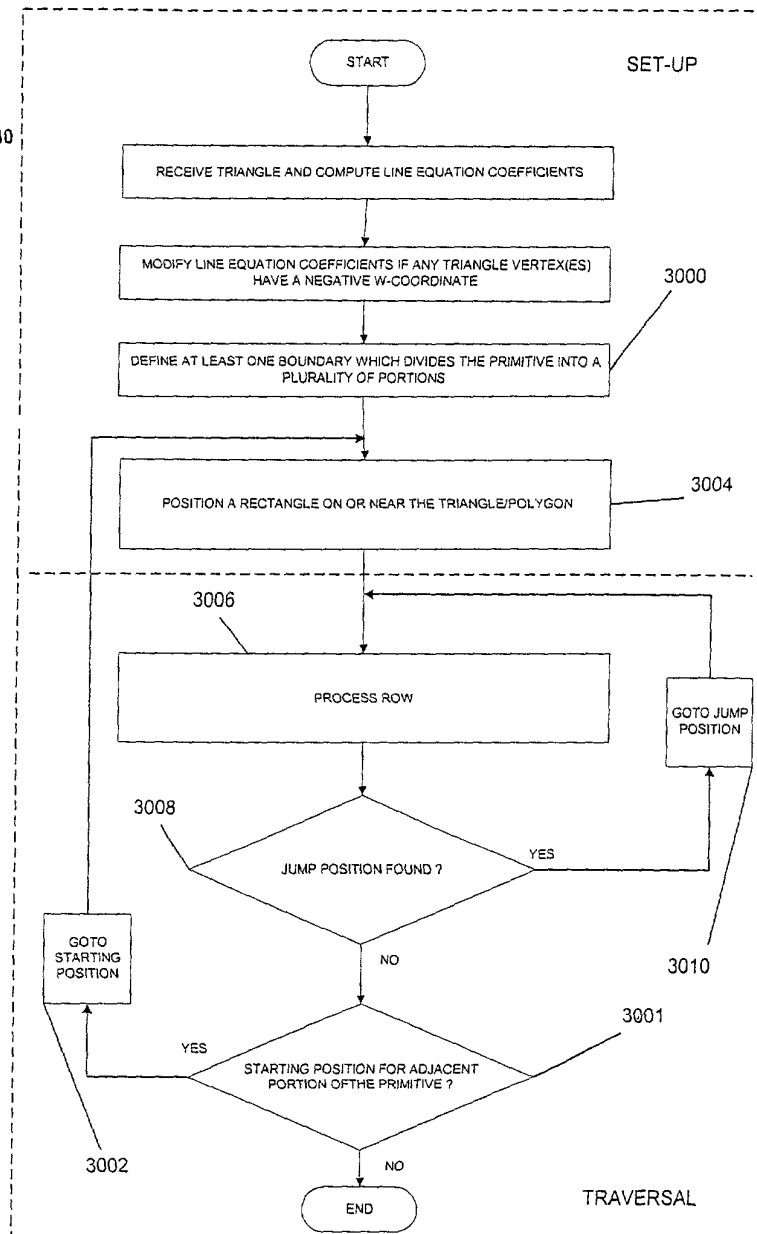 START
SET-UP
RECEIVE TRIANGLE AND COMPUTE LINE EQUATION COEFFICIENTS
MODIFY LINE EQUATION COEFFICIENTS IF ANY TRIANGLE VERTEX(ES)
HAVE A NEGATIVE W-COORDINATE
3000
DEFINE AT LEAST ONE BOUNDARY WHICH DIVIDES THE PRIMITIVE INTO A
PLURALITY OF PORTIONS
3004
POSITION A RECTANGLE ON OR NEAR THE TRIANGLE/POLYGON
3006
PROCESS ROW
GOTO JUMP
POSITION
3008
YES
JUMP POSITION FOUND ?
GOTO
STARTING
POSITION
NO
3010
3001
YES
STARTING POSITION FOR ADJACENT
PORTION OFTHE PRIMITIVE ?
3002
NO
END
TRAVERSAL